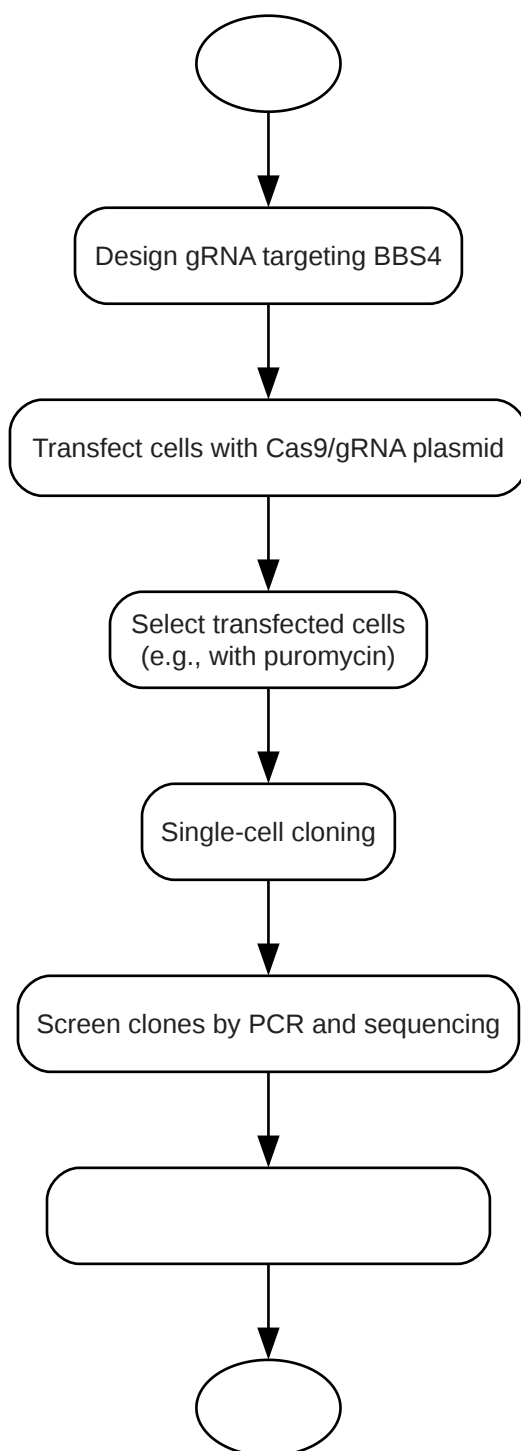 Design gRNA targeting BBS4
Transfect cells with Cas9/gRNA plasmid
Select transfected cells
(e.g., with puromycin)
Single-cell cloning
Screen clones by PCR and sequencing